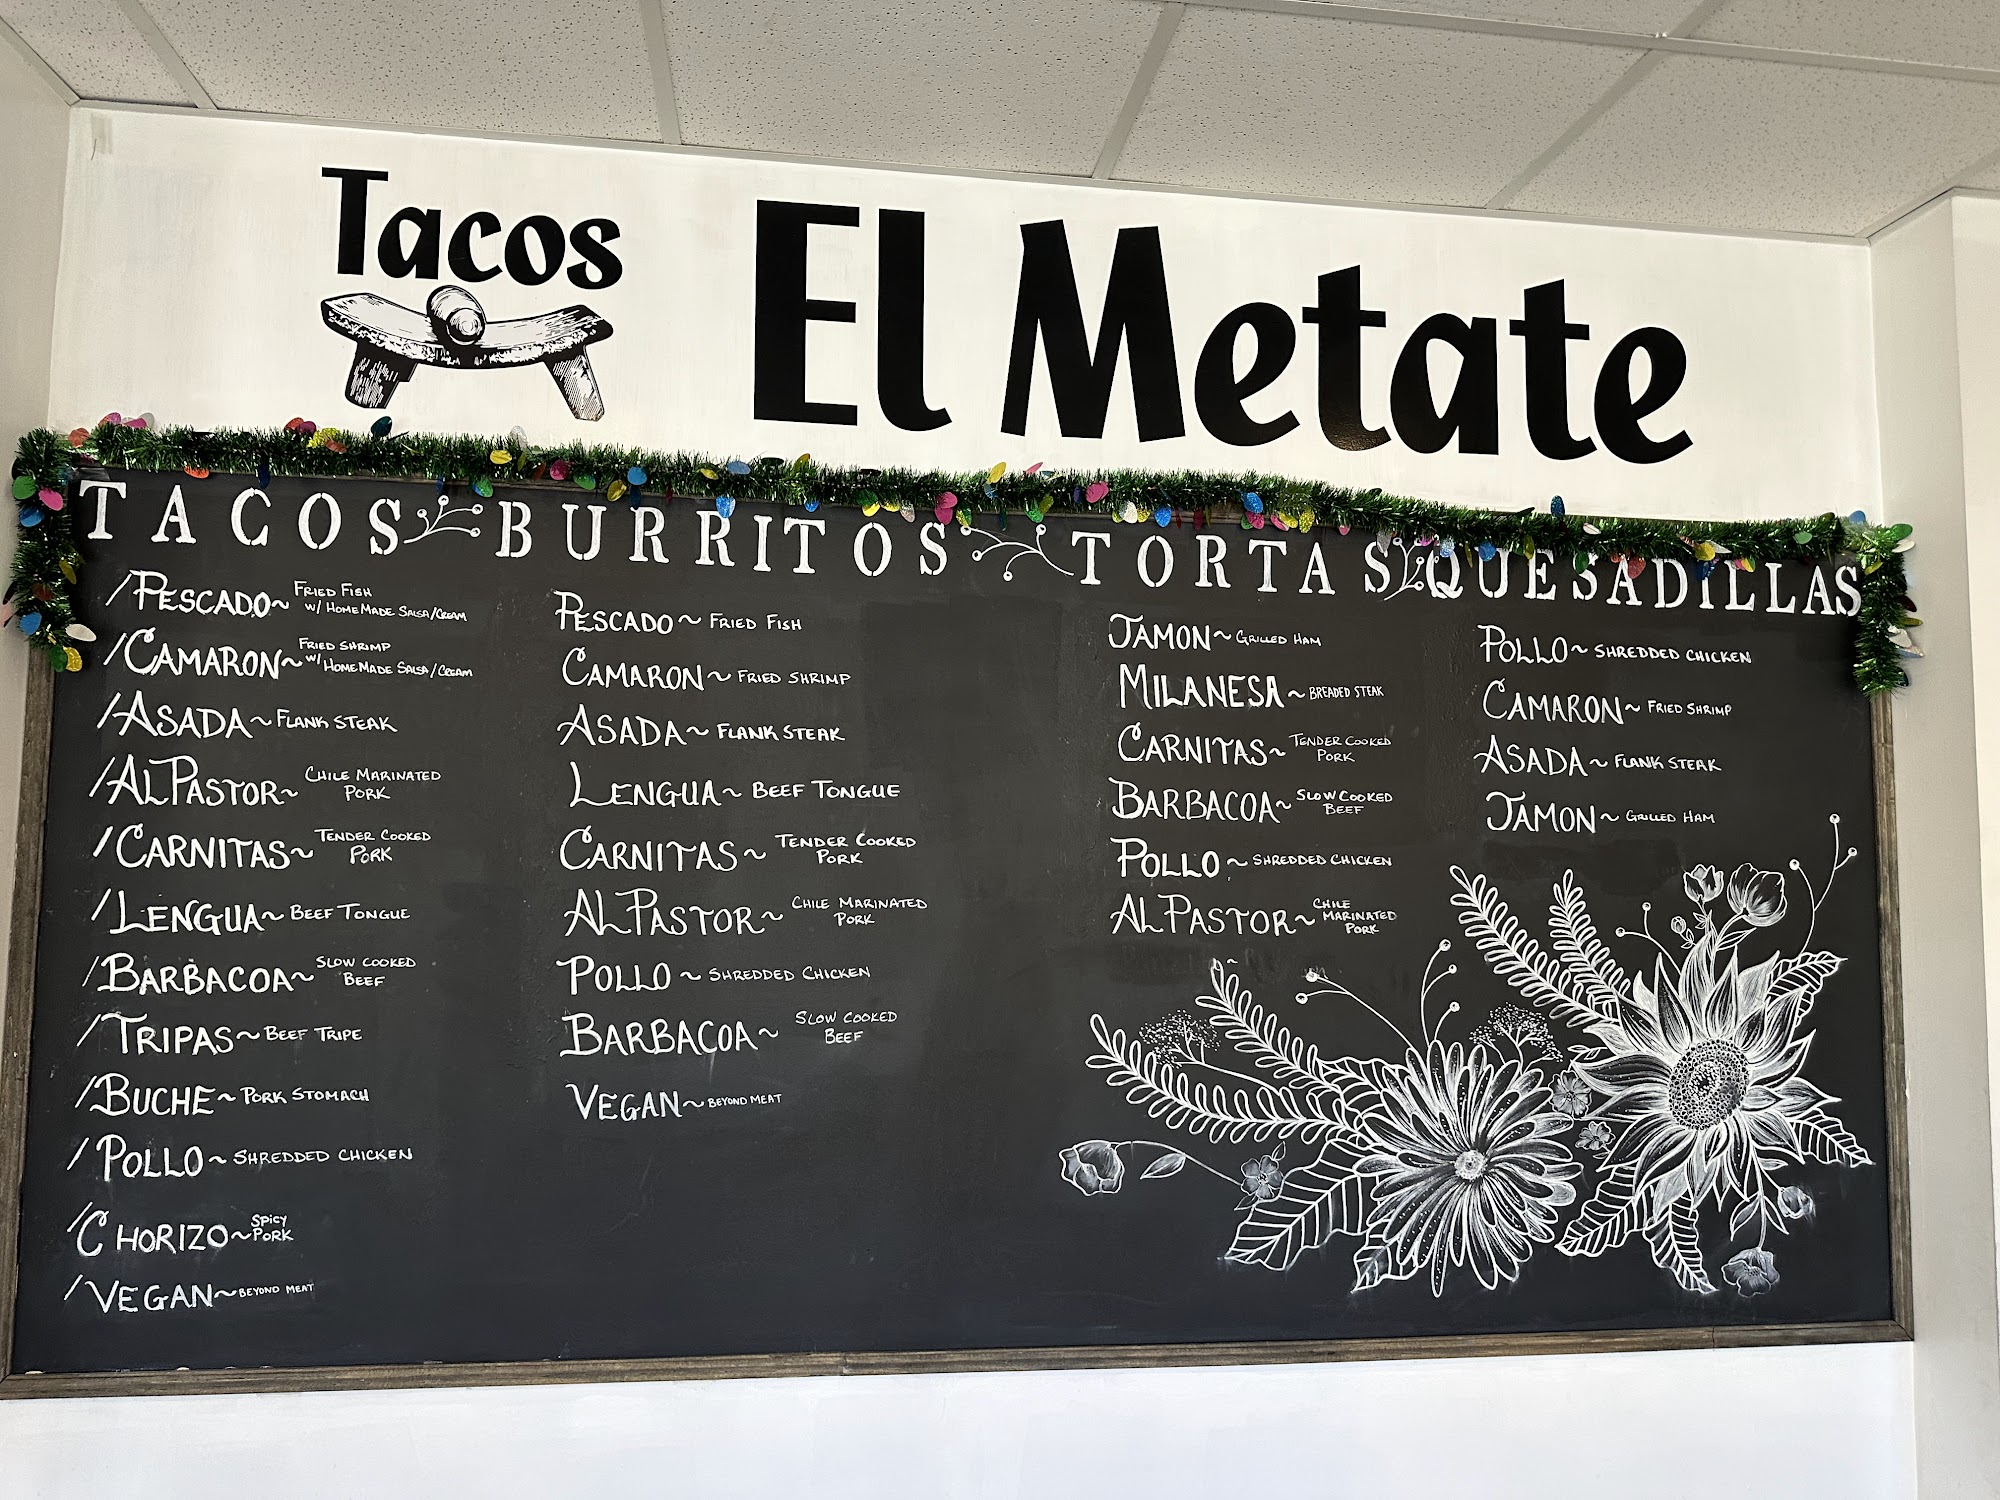 Tacos
El Metate
TACOS BURRITOS TORTAS QUESADILLAS
/PESCADO~ FRIED FISH
W/ HOMEMADE SALSA/CREAM
/CAMARON~ FRIED SHRIMP
W/ HOMEMADE SALSA/CREAM
/ASADA~ FLANK STEAK
/AL PASTOR~ CHILE MARINATED
PORK
/CARNITAS~ TENDER COOKED
PORK
/LENGUA~ BEEF TONGUE
/BARBACOA~ SLOW COOKED
BEEF
/TRIPAS~ BEEF TRIPE
/BUCHE~ PORK STOMACH
/POLLO~ SHREDDED CHICKEN
/CHORIZO~ SPICY
PORK
/VEGAN~ BEYOND MEAT
PESCADO~ FRIED FISH
CAMARON~ FRIED SHRIMP
ASADA~ FLANK STEAK
LENGUA~ BEEF TONGUE
CARNITAS~ TENDER COOKED
PORK
AL PASTOR~ CHILE MARINATED
PORK
POLLO~ SHREDDED CHICKEN
BARBACOA~ SLOW COOKED
BEEF
VEGAN~ BEYOND MEAT
JAMON~ GRILLED HAM
MILANESA~ BREADED STEAK
CARNITAS~ TENDER COOKED
PORK
BARBACOA~ SLOW COOKED
BEEF
POLLO~ SHREDDED CHICKEN
AL PASTOR~ CHILE
MARINATED
PORK
POLLO~ SHREDDED CHICKEN
CAMARON~ FRIED SHRIMP
ASADA~ FLANK STEAK
JAMON~ GRILLED HAM